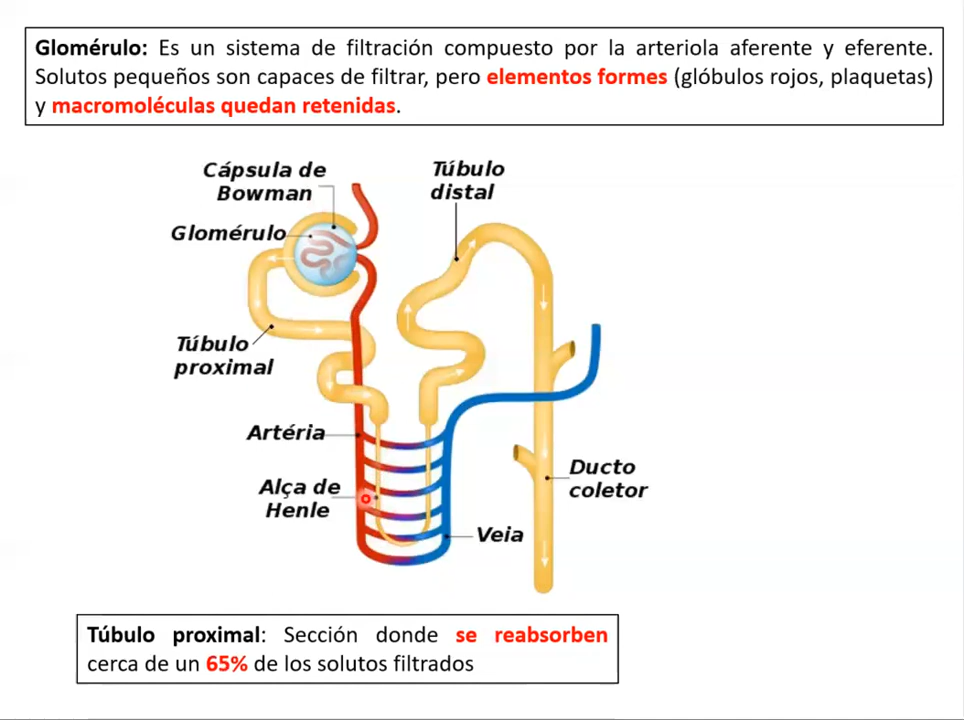 Glomérulo: Es un sistema de filtración compuesto por la arteriola aferente y eferente.
Solutos pequeños son capaces de filtrar, pero elementos formes (glóbulos rojos, plaquetas)
y macromoléculas quedan retenidas.
Cápsula de
Bowman
Túbulo
distal
Glomérulo
Túbulo
proximal
Artéria
Alça de
Henle
Ducto
coletor
Veia
Túbulo proximal: Sección donde se reabsorben
cerca de un 65% de los solutos filtrados